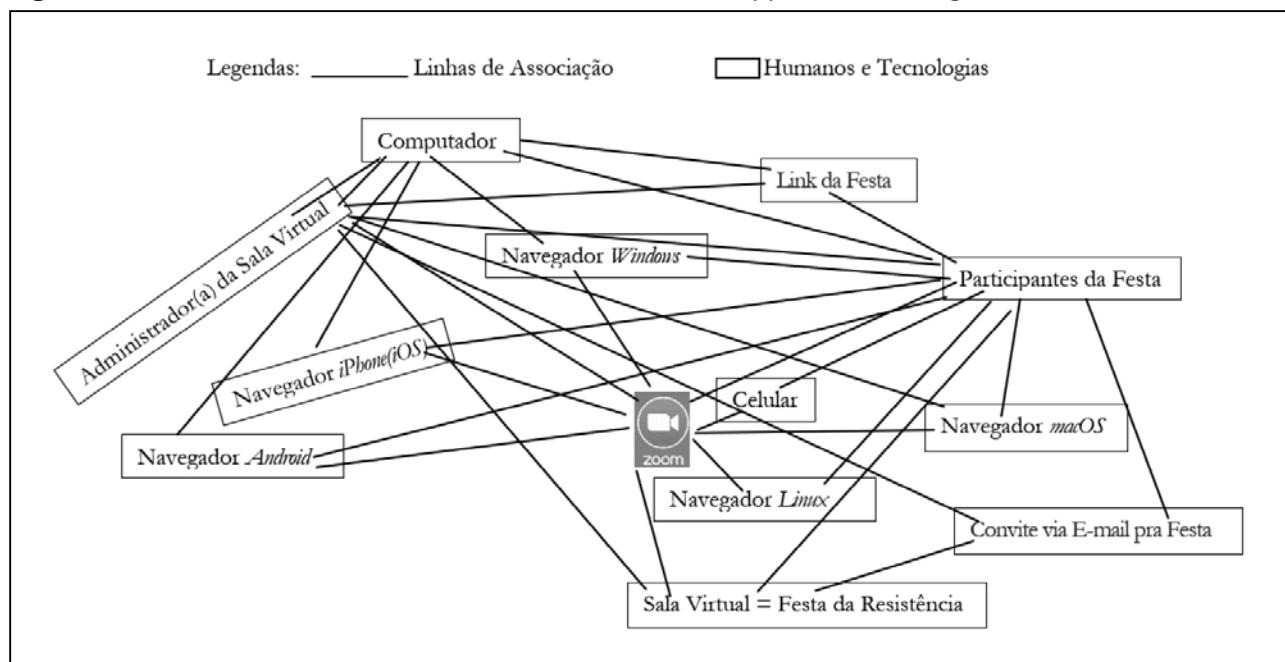 Legendas: ________ Linhas de Associação Humanos e Tecnologias
Computador
Link da Festa
Administrador(a) da Sala Virtual
Navegador Windows
Participantes da Festa
Navegador iPhone(iOS)
Celular
Navegador macOS
Navegador Android
zoom
Navegador Linux
Convite via E-mail pra Festa
Sala Virtual = Festa da Resistência